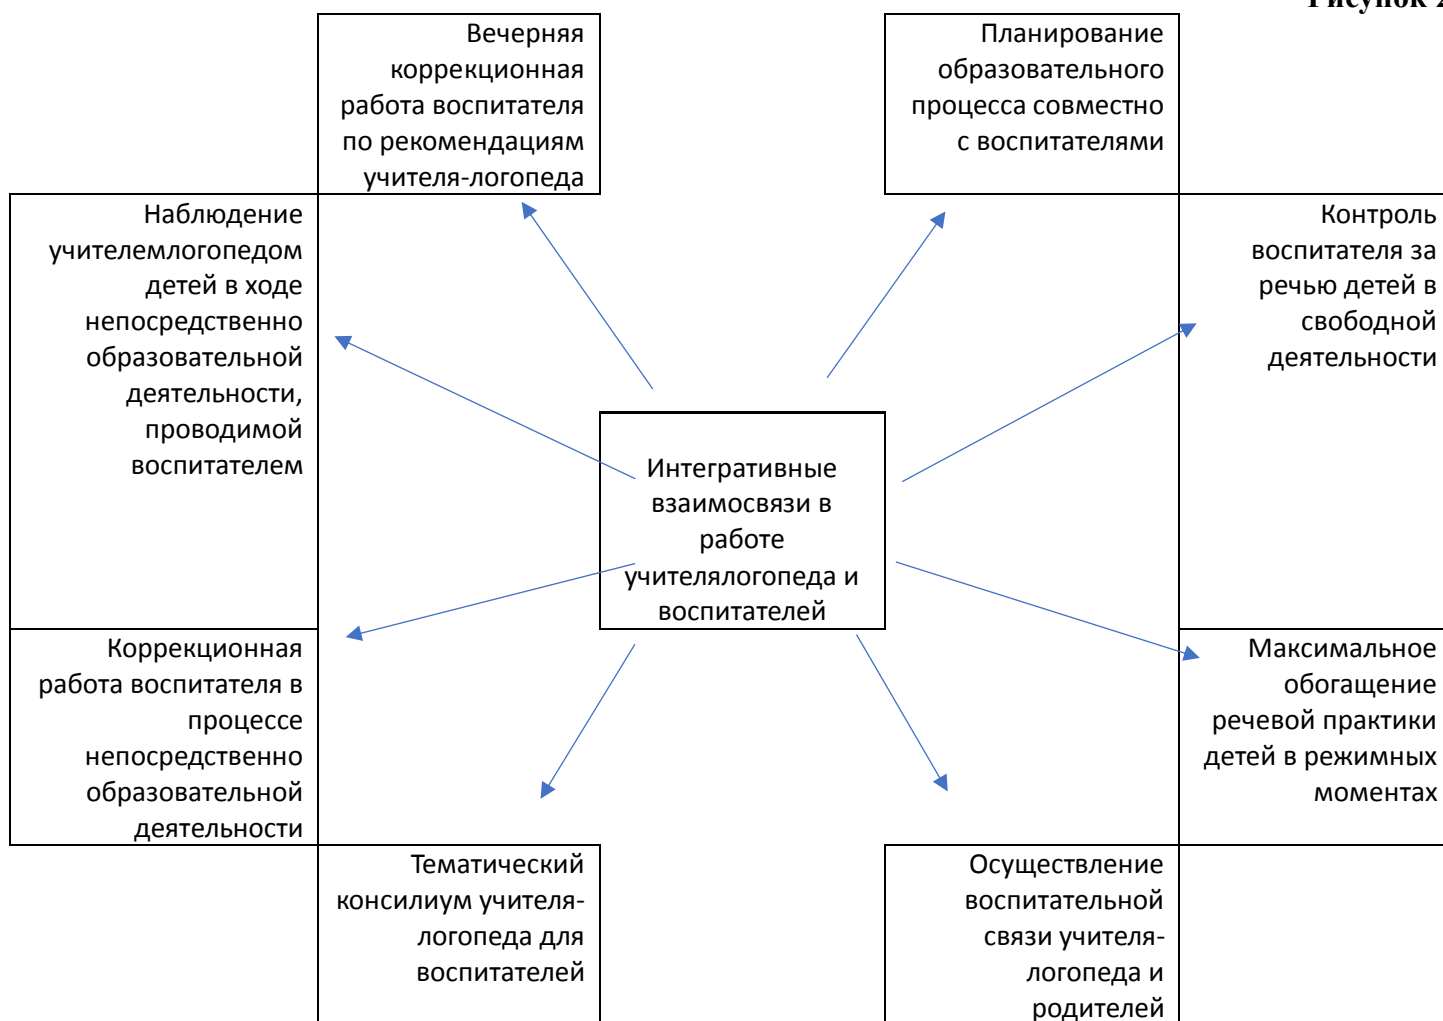 Рисунок 2
Вечерняя
коррекционная
работа воспитателя
по рекомендациям
учителя-логопеда
Планирование
образовательного
процесса совместно
с воспитателями
Наблюдение
учителемлогопедом
детей в ходе
непосредственно
образовательной
деятельности,
проводимой
воспитателем
Контроль
воспитателя за
речью детей в
свободной
деятельности
Интегративные
взаимосвязи в
работе
учителялогопеда и
воспитателей
Коррекционная
работа воспитателя в
процессе
непосредственно
образовательной
деятельности
Максимальное
обогащение
речевой практики
детей в режимных
моментах
Тематический
консилиум учителя-
логопеда для
воспитателей
Осуществление
воспитательной
связи учителя-
логопеда и
родителей